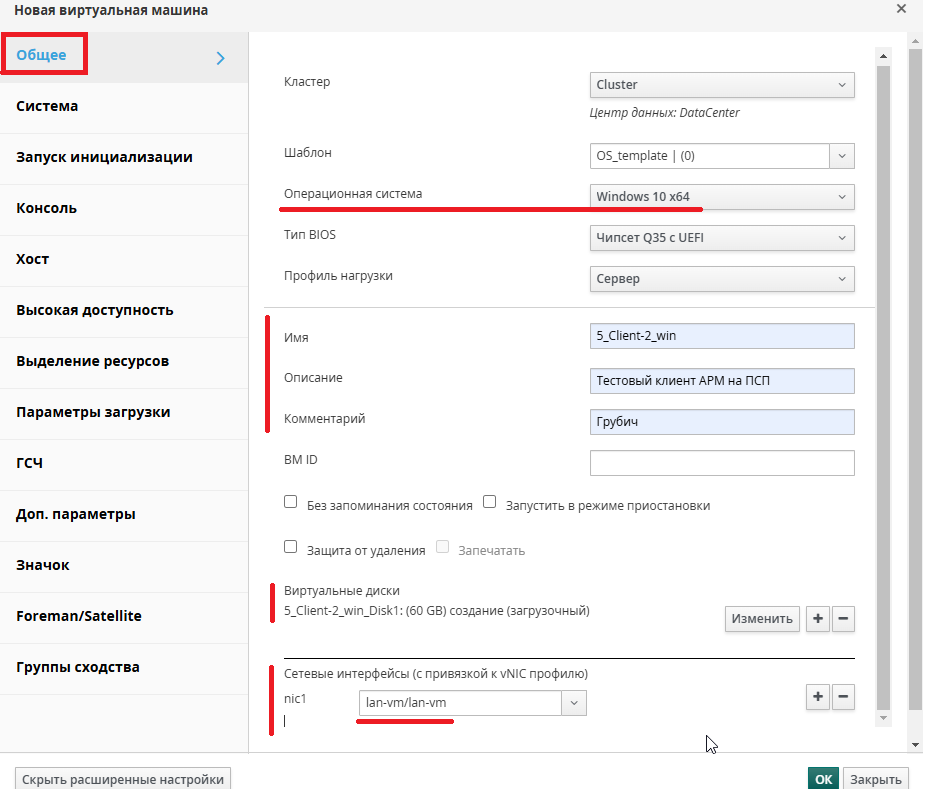 Новая виртуальная машина
Общее
Система
Запуск инициализации
Консоль
Хост
Высокая доступность
Выделение ресурсов
Параметры загрузки
ГСЧ
Доп. параметры
Значок
Foreman/Satellite
Группы сходства
Кластер Cluster
Центр данных: DataCenter
Шаблон OS_template | (0)
Операционная система Windows 10 x64
Тип BIOS Чипсет Q35 с UEFI
Профиль нагрузки Сервер
Имя 5_Client-2_win
Описание Тестовый клиент АРМ на ПСП
Комментарий Грубич
ВМ ID
Без запоминания состояния Запустить в режиме приостановки
Защита от удаления Запечатать
Виртуальные диски
5_Client-2_win_Disk1: (60 GB) создание (загрузочный)
Изменить
Сетевые интерфейсы (с привязкой к vNIC профилю)
nic1 lan-vm/lan-vm
Скрыть расширенные настройки OK Закрыть